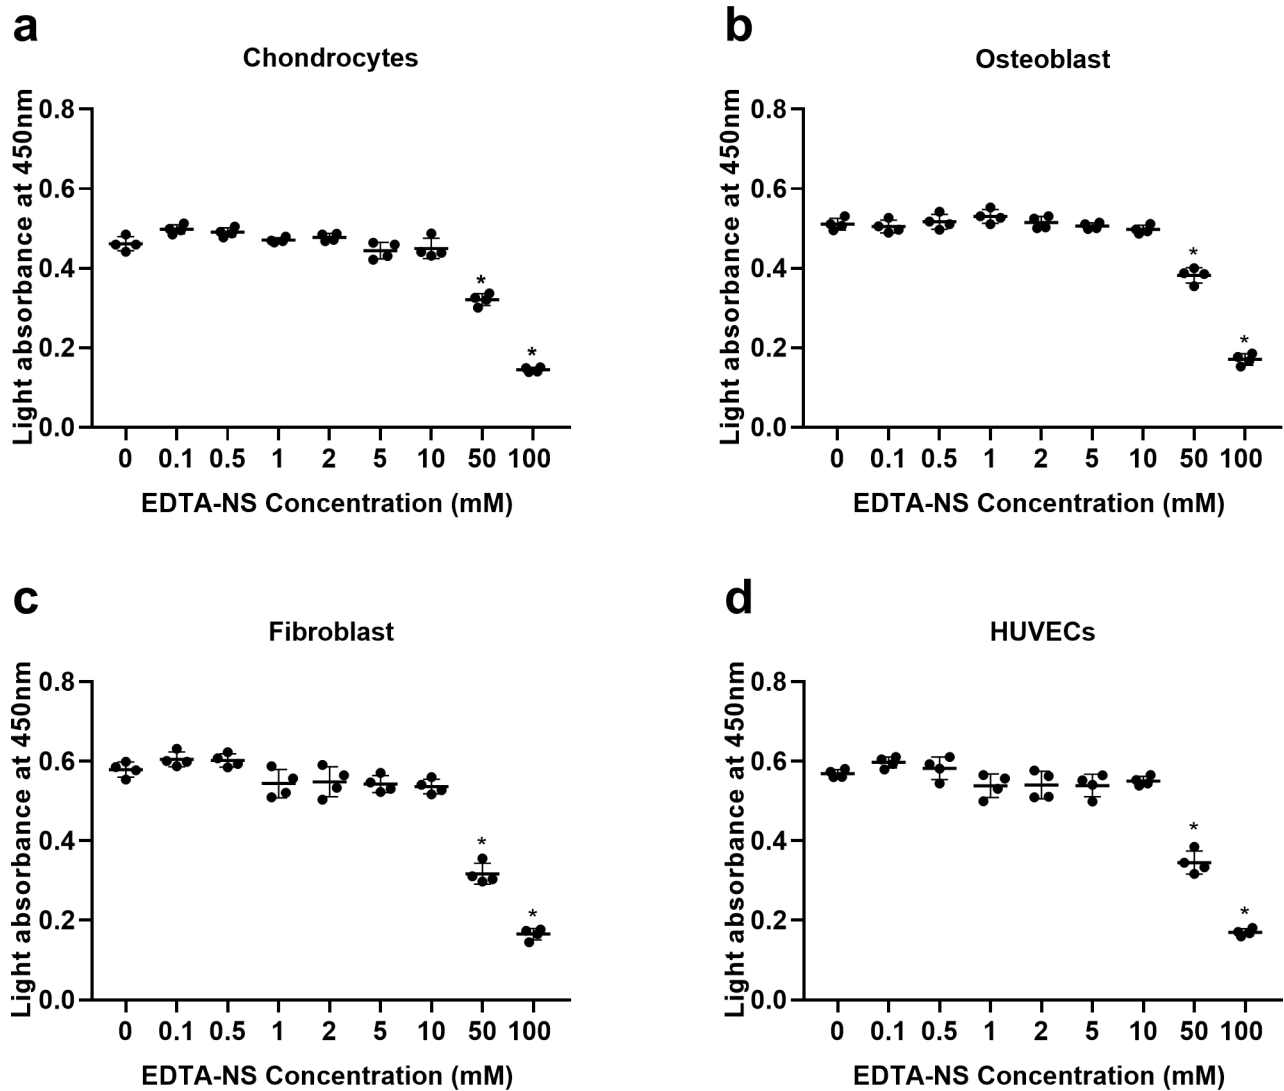 a
Chondrocytes
Light absorbance at 450nm
0.8
0.6
0.4
0.2
0.0
*
*
0 0.1 0.5 1 2 5 10 50 100
EDTA-NS Concentration (mM)
b
Osteoblast
Light absorbance at 450nm
0.8
0.6
0.4
0.2
0.0
*
*
0 0.1 0.5 1 2 5 10 50 100
EDTA-NS Concentration (mM)
c
Fibroblast
Light absorbance at 450nm
0.8
0.6
0.4
0.2
0.0
*
*
0 0.1 0.5 1 2 5 10 50 100
EDTA-NS Concentration (mM)
d
HUVECs
Light absorbance at 450nm
0.8
0.6
0.4
0.2
0.0
*
*
0 0.1 0.5 1 2 5 10 50 100
EDTA-NS Concentration (mM)